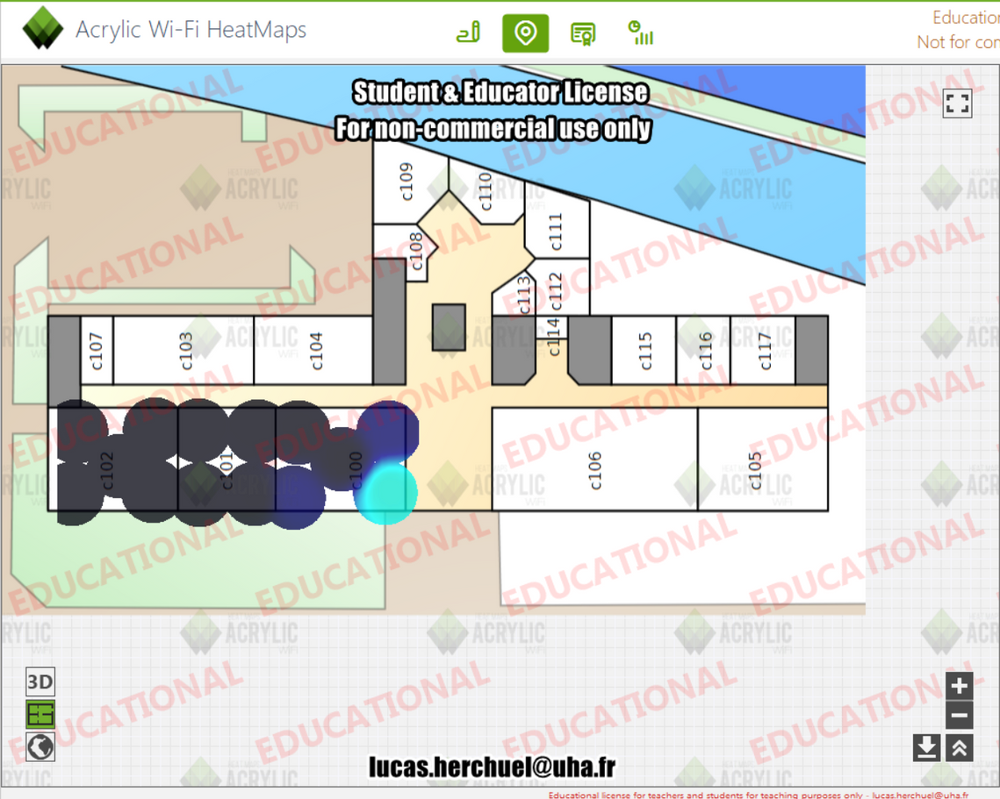 Acrylic Wi-Fi HeatMaps
Educatio
Not for con
Student & Educator License
For non-commercial use only
EDUCATIONAL
ACRYLIC
WiFi
c109
c110
c111
c108
c113
c112
c114
c107
c103
c104
c115
c116
c117
c102
c101
c100
c106
c105
3D
lucas.herchuel@uha.fr
Educational license for teachers and students for teaching purposes only - lucas.herchuel@uha.fr